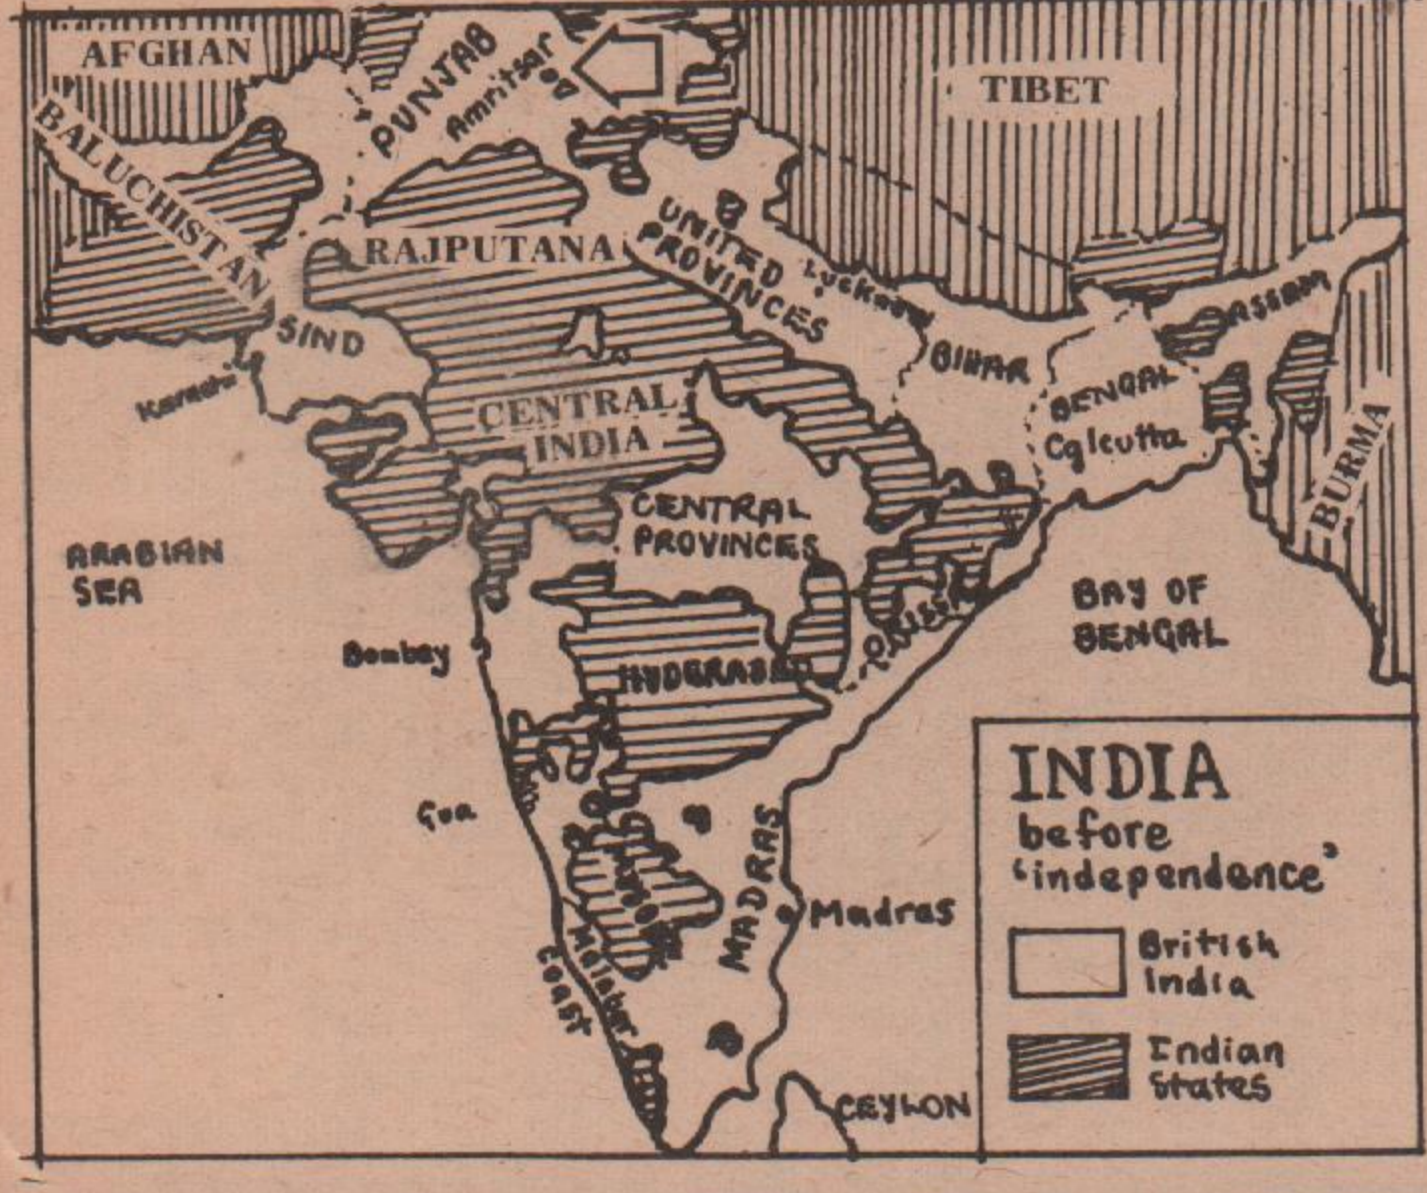 AFGHAN
PUNJAB
Amritsar
TIBET
BALUCHISTAN
RAJPUTANA
UNITED
PROVINCES
Lucknow
ASSAM
SIND
BIHAR
Karachi
BENGAL
Cglcutta
CENTRAL
INDIA
BURMA
CENTRAL
PROVINCES
ARABIAN
SEA
BAY OF
BENGAL
ORISSA
Bombay
HYDERABAD
Goa
MADRAS
Madras
Malabar
Coast
CEYLON
INDIA
before
'independence'
British
India
Indian
States